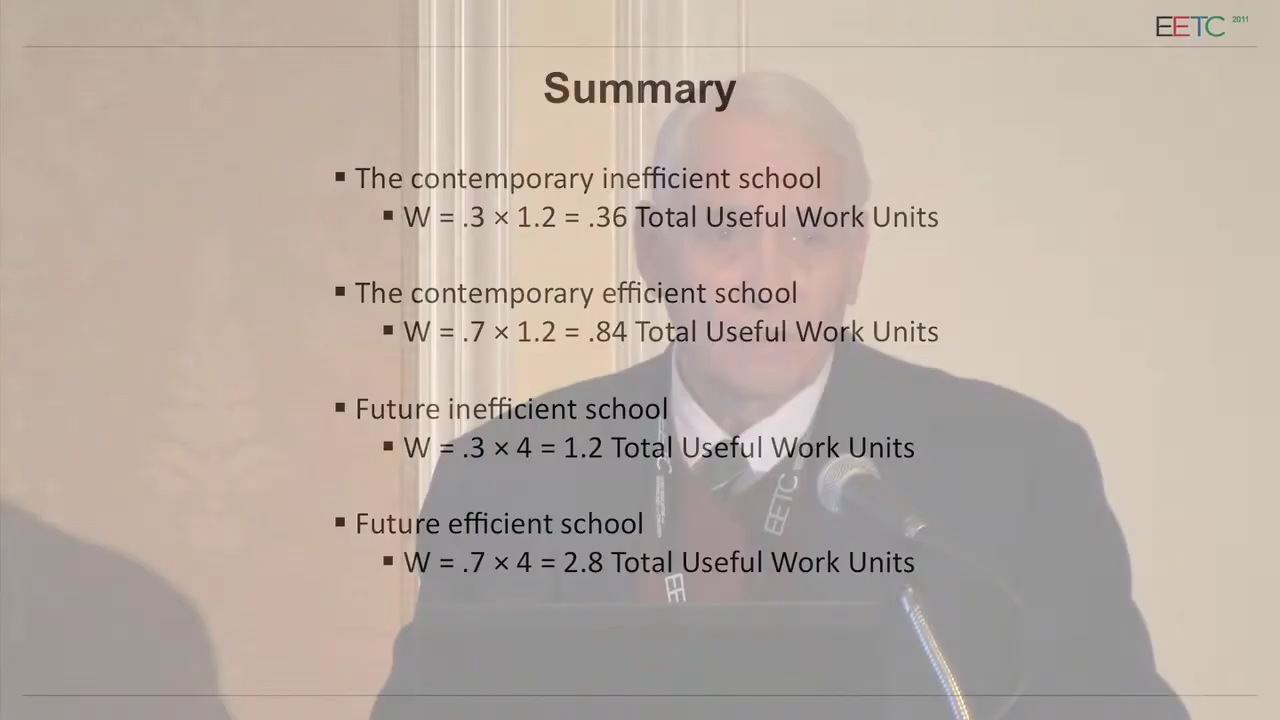 EETC 2011
Summary
▪ The contemporary inefficient school
▪ W = .3 × 1.2 = .36 Total Useful Work Units
▪ The contemporary efficient school
▪ W = .7 × 1.2 = .84 Total Useful Work Units
▪ Future inefficient school
▪ W = .3 × 4 = 1.2 Total Useful Work Units
▪ Future efficient school
▪ W = .7 × 4 = 2.8 Total Useful Work Units
EETC